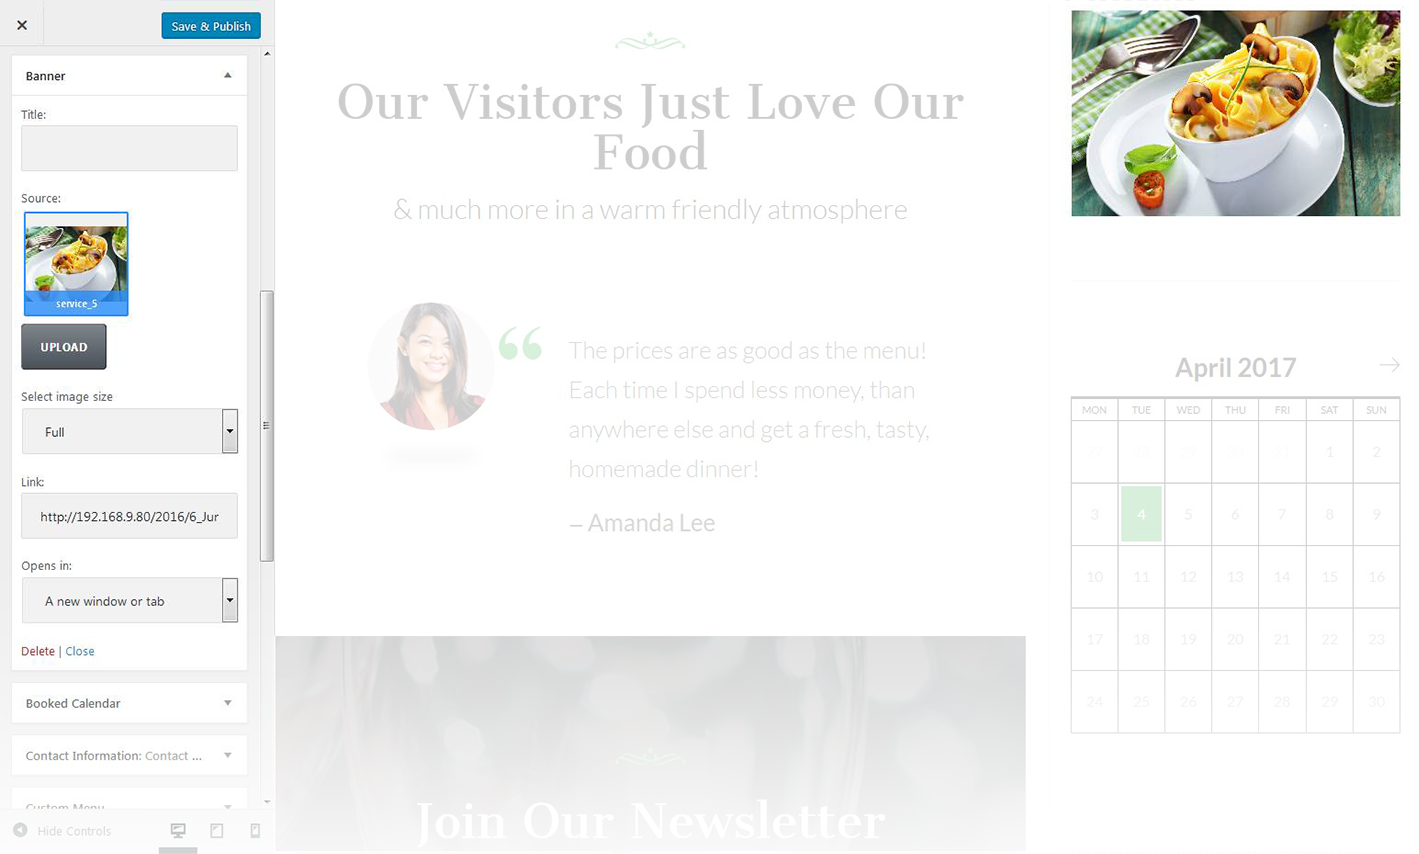 Save & Publish
Banner
Title:
Source:
service_5
UPLOAD
Select image size
Full
Link:
http://192.168.9.80/2016/6_Jur
Opens in:
A new window or tab
Delete | Close
Booked Calendar
Contact Information: Contact ...
Custom Menu
Hide Controls
Our Visitors Just Love Our
Food
& much more in a warm friendly atmosphere
The prices are as good as the menu!
Each time I spend less money, than
anywhere else and get a fresh, tasty,
homemade dinner!
– Amanda Lee
Join Our Newsletter
April 2017
MON TUE WED THU FRI SAT SUN
1 2
3 4 5 6 7 8 9
10 11 12 13 14 15 16
17 18 19 20 21 22 23
24 25 26 27 28 29 30